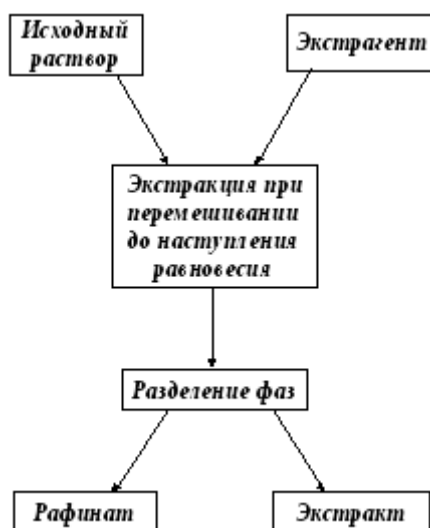 Исходный
раствор
Экстрагент
Экстракция при
перемешивании
до наступления
равновесия
Разделение фаз
Рафинат
Экстракт